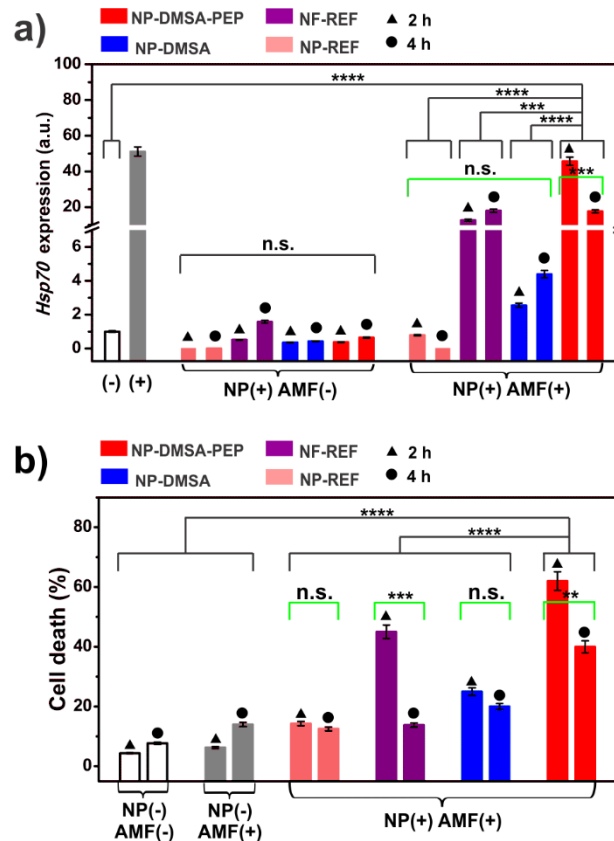 a)
NP-DMSA-PEP NF-REF ▲ 2 h
NP-DMSA NP-REF ● 4 h
Hsp70 expression (a.u.)
100
80
60
40
20
6
4
2
0
****
****
***
****
n.s.
***
n.s.
(-) (+)
NP(+) AMF(-)
NP(+) AMF(+)
b)
NP-DMSA-PEP NF-REF ▲ 2 h
NP-DMSA NP-REF ● 4 h
Cell death (%)
80
60
40
20
0
****
****
n.s. *** n.s. **
NP(-) NP(-)
AMF(-) AMF(+)
NP(+) AMF(+)